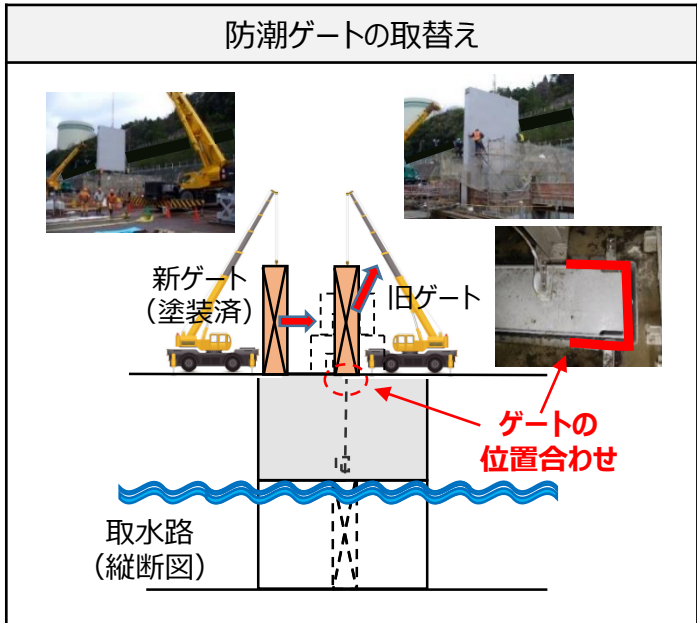 防潮ゲートの取替え
新ゲート
（塗装済）
旧ゲート
ゲートの
位置合わせ
取水路
（縦断図）